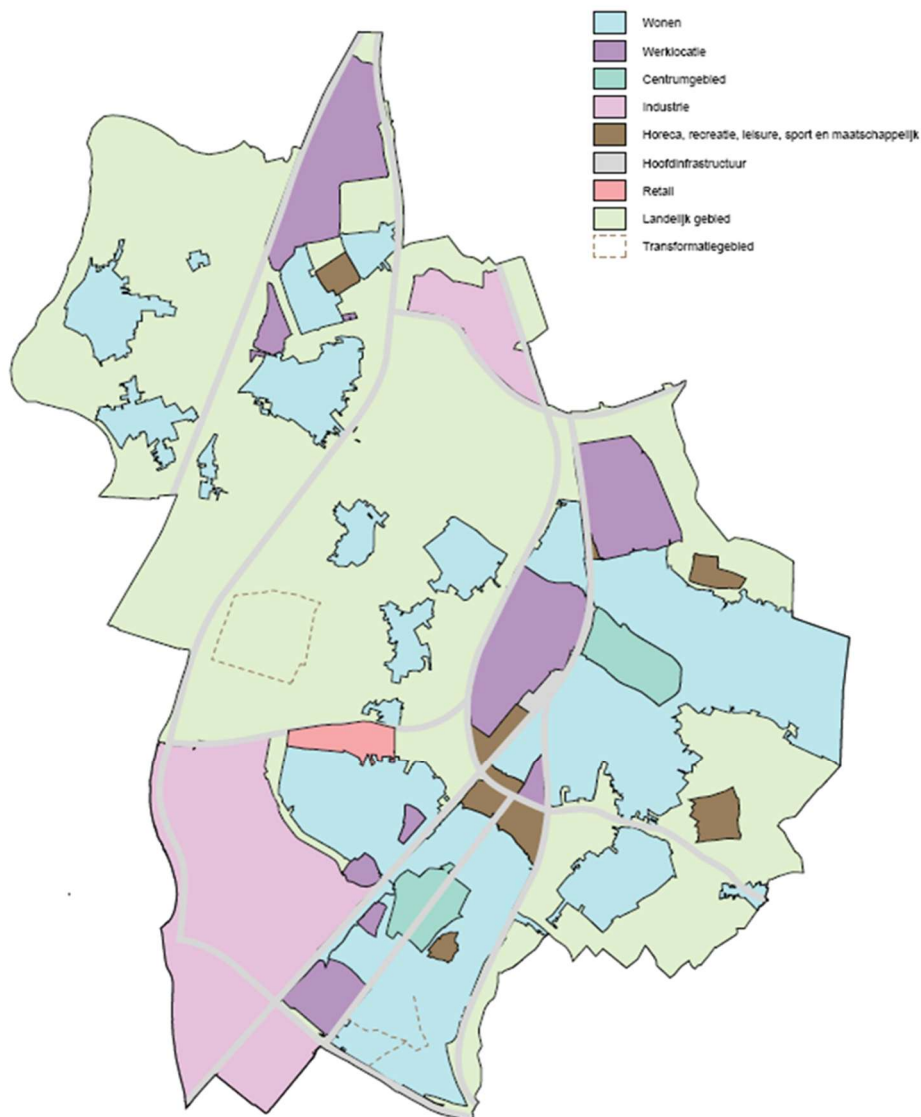 Wonen
Werklocatie
Centrumgebied
Industrie
Horeca, recreatie, leisure, sport en maatschappelijk
Hoofdinfrastructuur
Retail
Landelijk gebied
Transformatiegebied